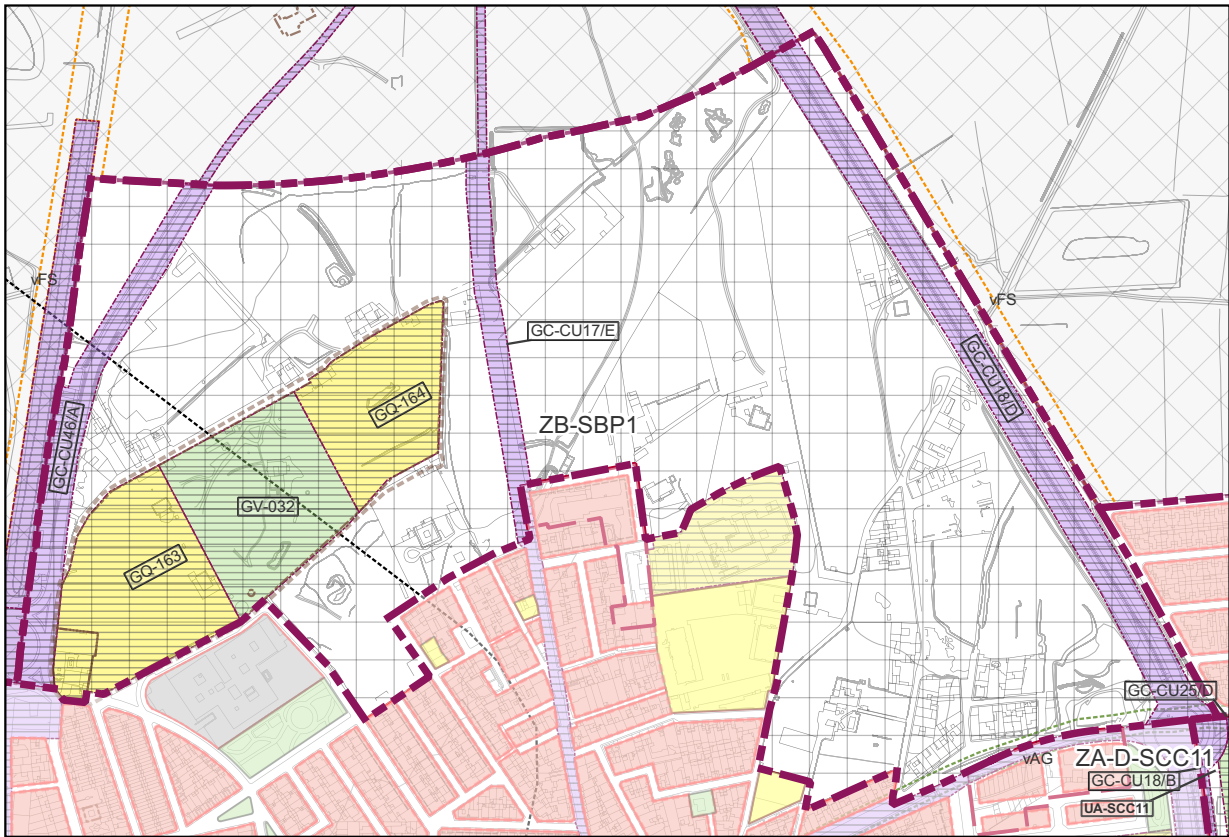 vFS
vFS
GC-CU17/E
GC-CU18/D
GQ-164
ZB-SBP1
GC-CU46/A
GV-032
GQ-163
GC-CU25/D
vAG
ZA-D-SCC11
GC-CU18/B
UA-SCC11